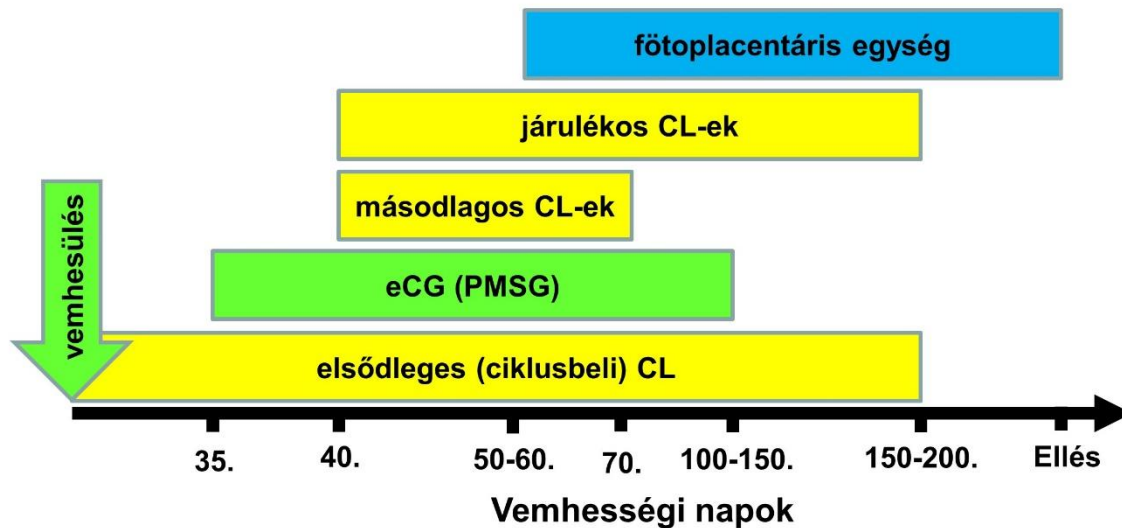 fötoplacentáris egység
járulékos CL-ek
másodlagos CL-ek
vemhesülés
eCG (PMSG)
elsődleges (ciklusbeli) CL
35. 40. 50-60. 70. 100-150. 150-200. Ellés
Vemhességi napok